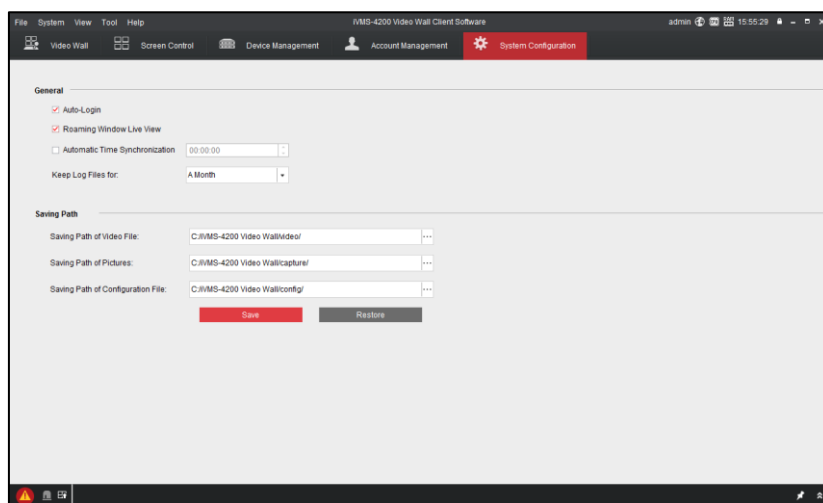 File System View Tool Help iVMS-4200 Video Wall Client Software admin 15:55:29
Video Wall Screen Control Device Management Account Management System Configuration
General
Auto-Login
Roaming Window Live View
Automatic Time Synchronization 00:00:00
Keep Log Files for: A Month
Saving Path
Saving Path of Video File: C:/iVMS-4200 Video Wall/video/ ...
Saving Path of Pictures: C:/iVMS-4200 Video Wall/capture/ ...
Saving Path of Configuration File: C:/iVMS-4200 Video Wall/config/ ...
Save Restore